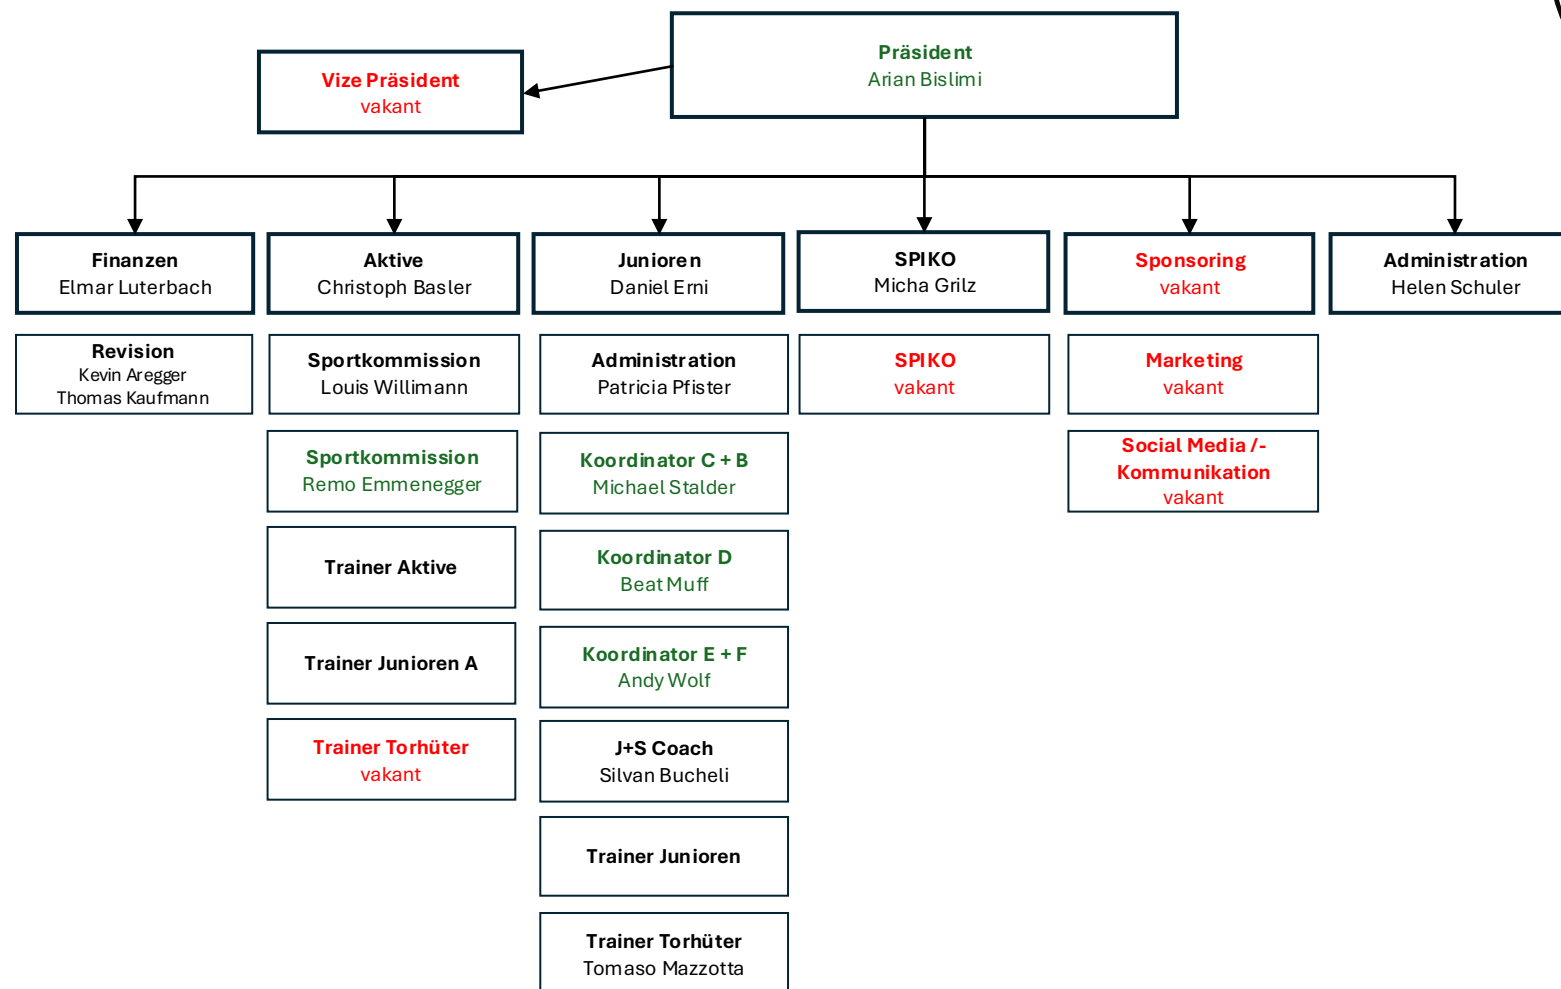 Präsident
Arian Bislimi
Vize Präsident
vakant
Finanzen
Elmar Luterbach
Aktive
Christoph Basler
Junioren
Daniel Erni
SPIKO
Micha Grilz
Sponsoring
vakant
Administration
Helen Schuler
Revision
Kevin Aregger
Thomas Kaufmann
Sportkommission
Louis Willimann
Administration
Patricia Pfister
SPIKO
vakant
Marketing
vakant
Sportkommission
Remo Emmenegger
Koordinator C + B
Michael Stalder
Social Media /-
Kommunikation
vakant
Trainer Aktive
Koordinator D
Beat Muff
Trainer Junioren A
Koordinator E + F
Andy Wolf
Trainer Torhüter
vakant
J+S Coach
Silvan Bucheli
Trainer Junioren
Trainer Torhüter
Tomaso Mazzotta